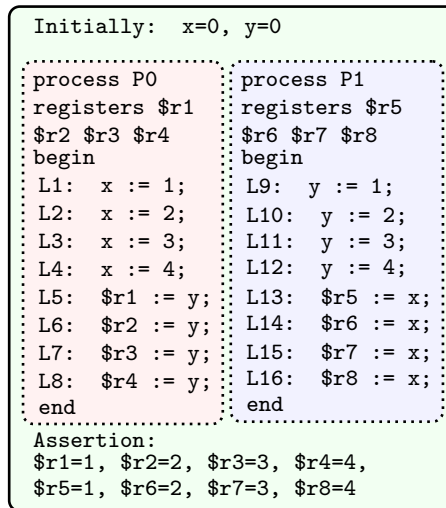 Initially: x=0, y=0
process P0
registers $r1
$r2 $r3 $r4
begin
L1: x := 1;
L2: x := 2;
L3: x := 3;
L4: x := 4;
L5: $r1 := y;
L6: $r2 := y;
L7: $r3 := y;
L8: $r4 := y;
end
process P1
registers $r5
$r6 $r7 $r8
begin
L9: y := 1;
L10: y := 2;
L11: y := 3;
L12: y := 4;
L13: $r5 := x;
L14: $r6 := x;
L15: $r7 := x;
L16: $r8 := x;
end
Assertion:
$r1=1, $r2=2, $r3=3, $r4=4,
$r5=1, $r6=2, $r7=3, $r8=4